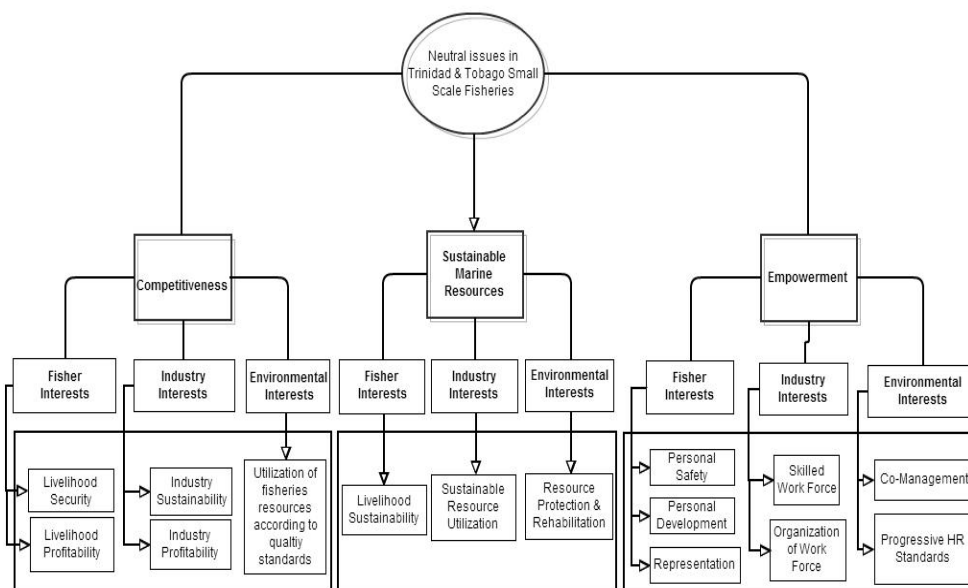 Neutral issues in
Trinidad & Tobago Small
Scale Fisheries
Competitiveness
Sustainable
Marine
Resources
Empowerment
Fisher
Interests
Industry
Interests
Environmental
Interests
Fisher
Interests
Industry
Interests
Environmental
Interests
Fisher
Interests
Industry
Interests
Environmental
Interests
Livelihood
Security
Livelihood
Profitability
Industry
Sustainability
Industry
Profitability
Utilization of
fisheries
resources
according to
qualtiy
standards
Livelihood
Sustainability
Sustainable
Resource
Utilization
Resource
Protection &
Rehabilitation
Personal
Safety
Personal
Development
Representation
Skilled
Work Force
Organization
of Work
Force
Co-Management
Progressive HR
Standards